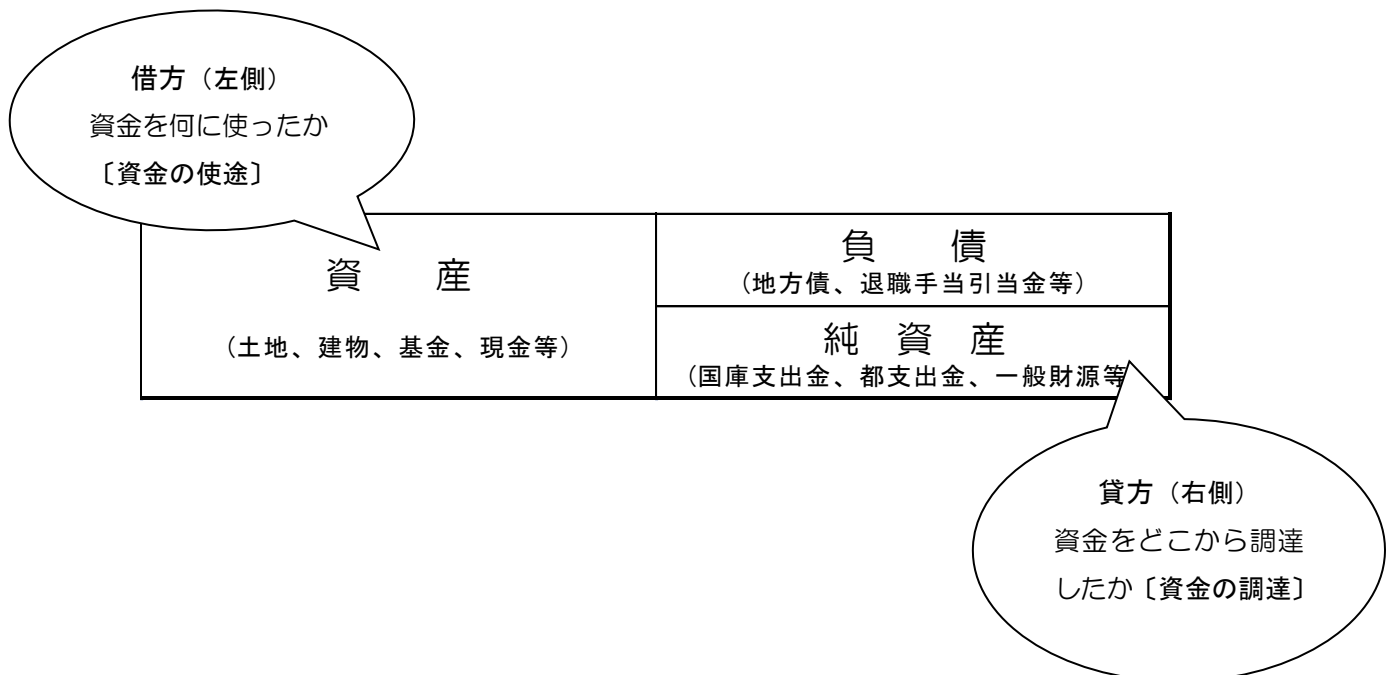 借方（左側）
資金を何に使ったか
〔資金の使途〕
資　産
（土地、建物、基金、現金等）
負　債
（地方債、退職手当引当金等）
純　資　産
（国庫支出金、都支出金、一般財源等
貸方（右側）
資金をどこから調達
したか〔資金の調達〕